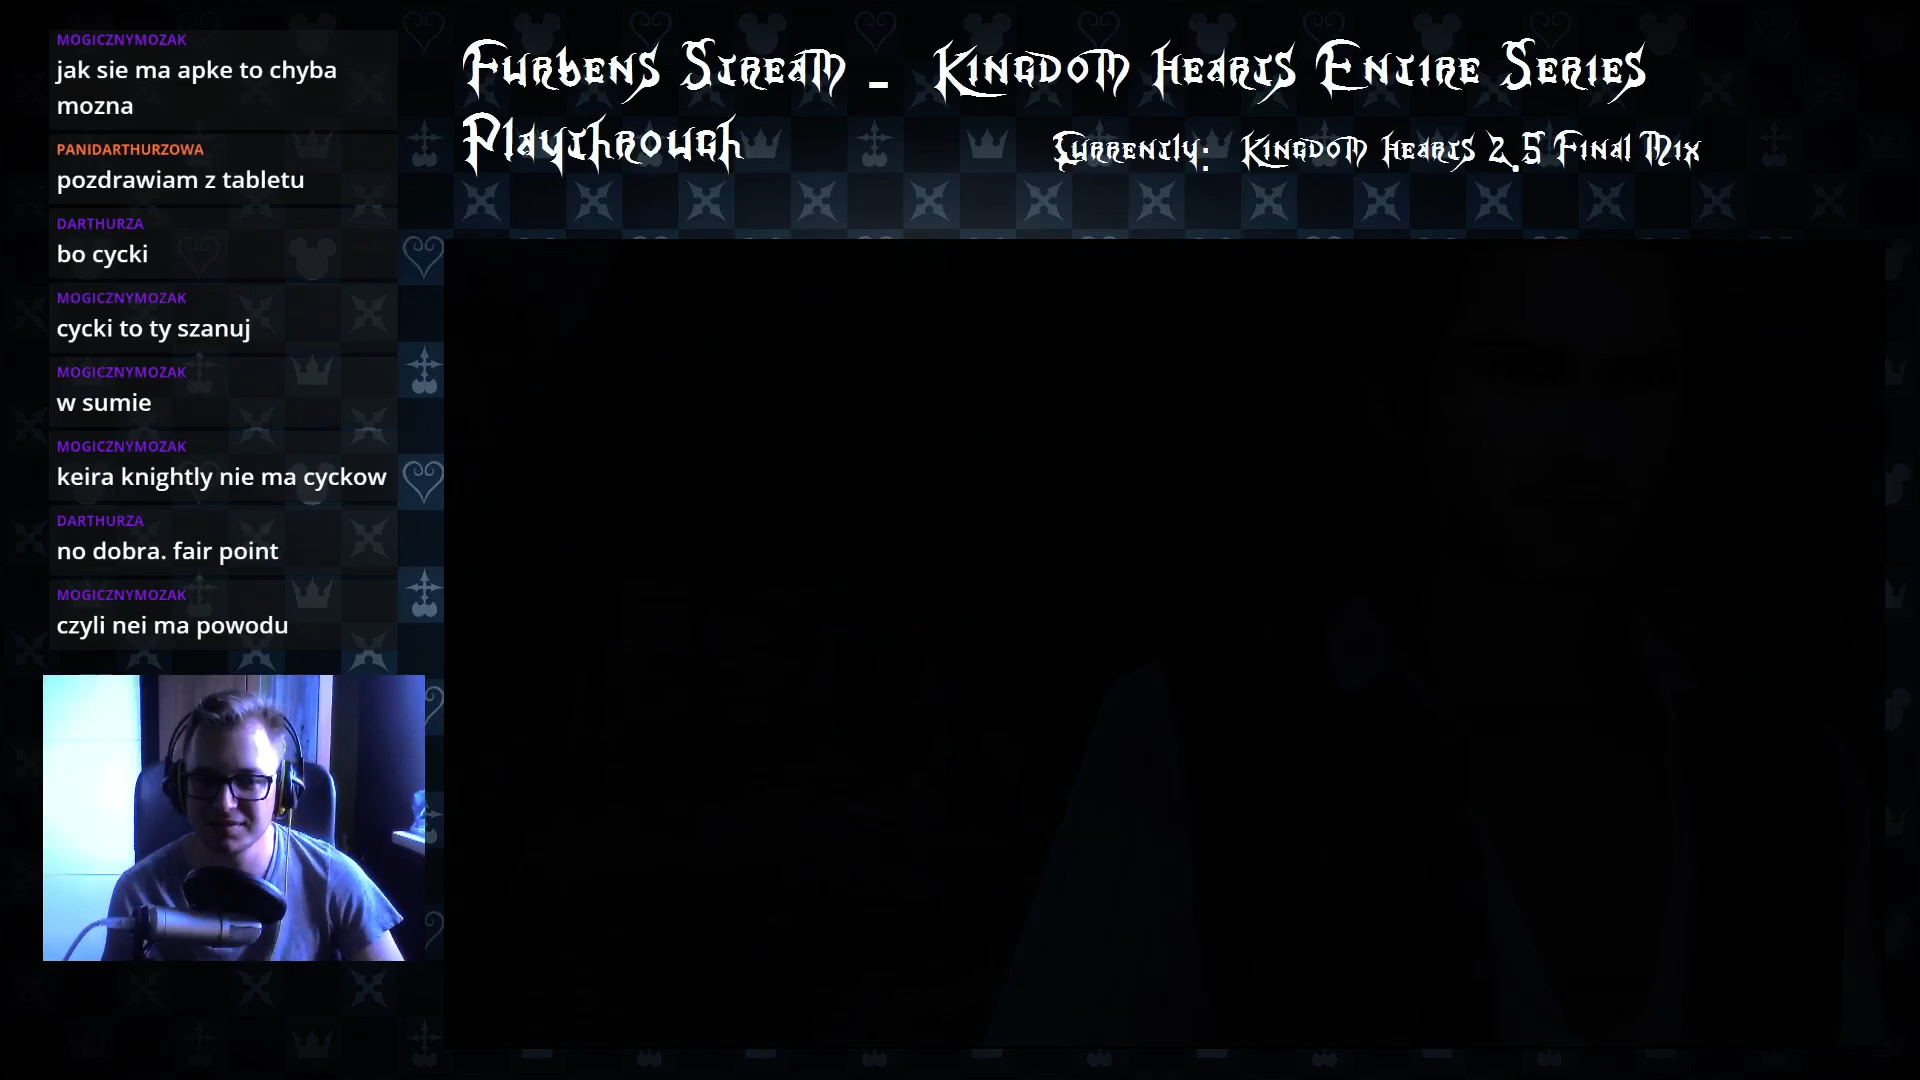 MOGICZNYMOZAK
jak sie ma apke to chyba
mozna
PANIDARTHURZOWA
pozdrawiam z tabletu
DARTHURZA
bo cycki
MOGICZNYMOZAK
cycki to ty szanuj
MOGICZNYMOZAK
w sumie
MOGICZNYMOZAK
keira knightly nie ma cyckow
DARTHURZA
no dobra. fair point
MOGICZNYMOZAK
czyli nei ma powodu
Furbens Stream - Kingdom Hearts Entire Series
Playthrough
Currently: Kingdom Hearts 2.5 Final Mix